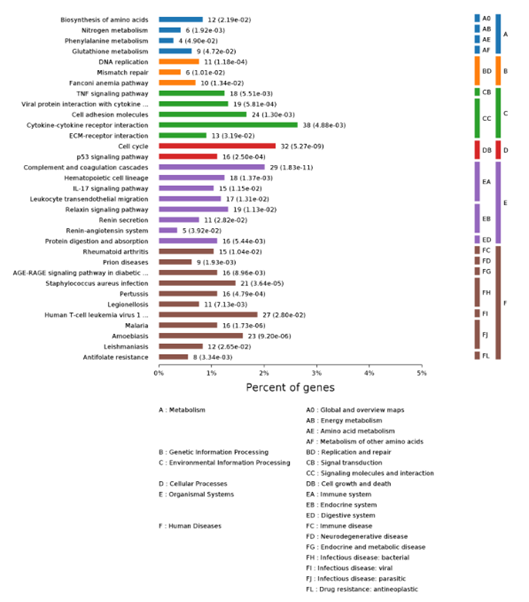 Biosynthesis of amino acids 12 (2.19e-02) A0
Nitrogen metabolism 6 (1.92e-03) AB
Phenylalanine metabolism 4 (4.90e-02) AE A
Glutathione metabolism 9 (4.72e-02) AF
DNA replication 11 (1.18e-04)
Mismatch repair 6 (1.01e-02) BD B
Fanconi anemia pathway 10 (1.34e-02)
TNF signaling pathway 18 (5.51e-03) CB
Viral protein interaction with cytokine ... 19 (5.81e-04)
Cell adhesion molecules 24 (1.30e-03) CC C
Cytokine-cytokine receptor interaction 38 (4.88e-03)
ECM-receptor interaction 13 (3.19e-02)
Cell cycle 32 (5.27e-09) DB D
p53 signaling pathway 16 (2.50e-04)
Complement and coagulation cascades 29 (1.83e-11)
Hematopoietic cell lineage 18 (1.37e-03) EA
IL-17 signaling pathway 15 (1.15e-02)
Leukocyte transendothelial migration 17 (1.31e-02) E
Relaxin signaling pathway 19 (1.13e-02)
Renin secretion 11 (2.82e-02) EB
Renin-angiotensin system 5 (3.92e-02)
Protein digestion and absorption 16 (5.44e-03) ED
Rheumatoid arthritis 15 (1.04e-02) FC
Prion diseases 9 (1.93e-03) FD
AGE-RAGE signaling pathway in diabetic ... 16 (8.96e-03) FG
Staphylococcus aureus infection 21 (3.64e-05)
Pertussis 16 (4.79e-04) FH
Legionellosis 11 (7.13e-03) F
Human T-cell leukemia virus 1 ... 27 (2.80e-02) FI
Malaria 16 (1.73e-06)
Amoebiasis 23 (9.20e-06) FJ
Leishmaniasis 12 (2.65e-02)
Antifolate resistance 8 (3.34e-03) FL
0% 1% 2% 3% 4% 5%
Percent of genes
A : Metabolism A0 : Global and overview maps
AB : Energy metabolism
AE : Amino acid metabolism
AF : Metabolism of other amino acids
B : Genetic Information Processing BD : Replication and repair
C : Environmental Information Processing CB : Signal transduction
CC : Signaling molecules and interaction
D : Cellular Processes DB : Cell growth and death
E : Organismal Systems EA : Immune system
EB : Endocrine system
ED : Digestive system
F : Human Diseases FC : Immune disease
FD : Neurodegenerative disease
FG : Endocrine and metabolic disease
FH : Infectious disease: bacterial
FI : Infectious disease: viral
FJ : Infectious disease: parasitic
FL : Drug resistance: antineoplastic